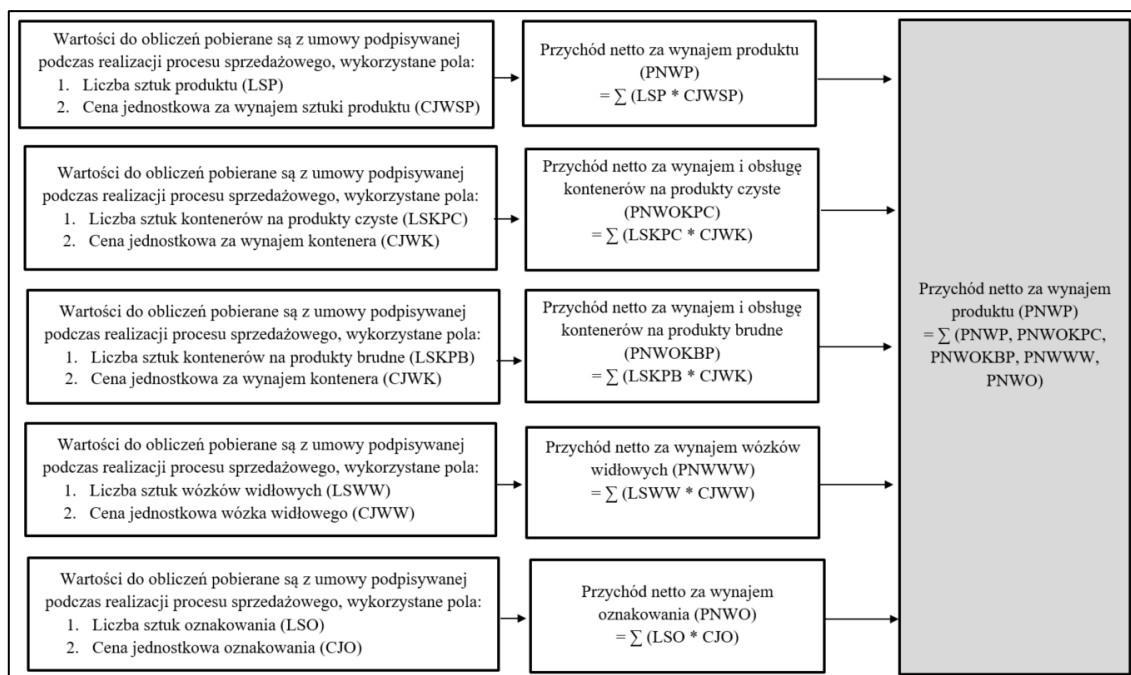 Wartości do obliczeń pobierane są z umowy podpisywanej
podczas realizacji procesu sprzedażowego, wykorzystane pola:
1. Liczba sztuk produktu (LSP)
2. Cena jednostkowa za wynajem sztuki produktu (CJWSP)
Przychód netto za wynajem produktu
(PNWP)
= ∑ (LSP * CJWSP)
Wartości do obliczeń pobierane są z umowy podpisywanej
podczas realizacji procesu sprzedażowego, wykorzystane pola:
1. Liczba sztuk kontenerów na produkty czyste (LSKPC)
2. Cena jednostkowa za wynajem kontenera (CJWK)
Przychód netto za wynajem i obsługę
kontenerów na produkty czyste
(PNWOKPC)
= ∑ (LSKPC * CJWK)
Wartości do obliczeń pobierane są z umowy podpisywanej
podczas realizacji procesu sprzedażowego, wykorzystane pola:
1. Liczba sztuk kontenerów na produkty brudne (LSKPB)
2. Cena jednostkowa za wynajem kontenera (CJWK)
Przychód netto za wynajem i obsługę
kontenerów na produkty brudne
(PNWOKBP)
= ∑ (LSKPB * CJWK)
Wartości do obliczeń pobierane są z umowy podpisywanej
podczas realizacji procesu sprzedażowego, wykorzystane pola:
1. Liczba sztuk wózków widłowych (LSWW)
2. Cena jednostkowa wózka widłowego (CJWW)
Przychód netto za wynajem wózków
widłowych (PNWWW)
= ∑ (LSWW * CJWW)
Wartości do obliczeń pobierane są z umowy podpisywanej
podczas realizacji procesu sprzedażowego, wykorzystane pola:
1. Liczba sztuk oznakowania (LSO)
2. Cena jednostkowa oznakowania (CJO)
Przychód netto za wynajem
oznakowania (PNWO)
= ∑ (LSO * CJO)
Przychód netto za wynajem
produktu (PNWP)
= ∑ (PNWP, PNWOKPC,
PNWOKBP, PNWWW,
PNWO)